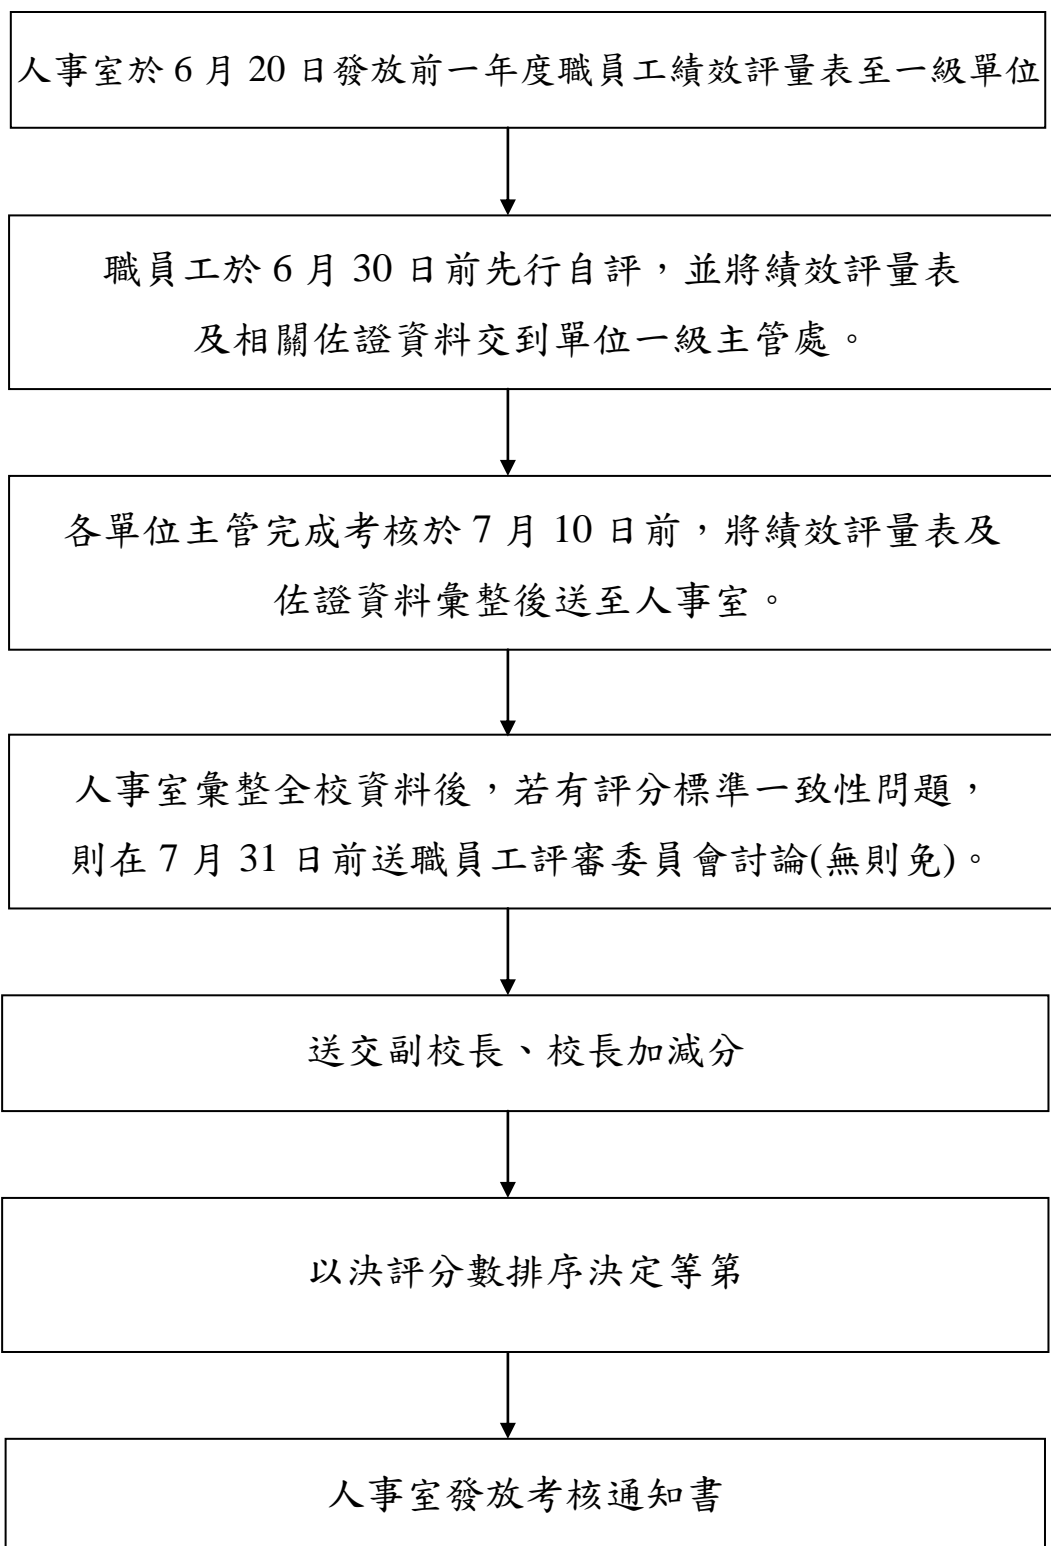 人事室於 6 月 20 日發放前一年度職員工績效評量表至一級單位
職員工於 6 月 30 日前先行自評，並將績效評量表
及相關佐證資料交到單位一級主管處。
各單位主管完成考核於 7 月 10 日前，將績效評量表及
佐證資料彙整後送至人事室。
人事室彙整全校資料後，若有評分標準一致性問題，
則在 7 月 31 日前送職員工評審委員會討論(無則免)。
送交副校長、校長加減分
以決評分數排序決定等第
人事室發放考核通知書